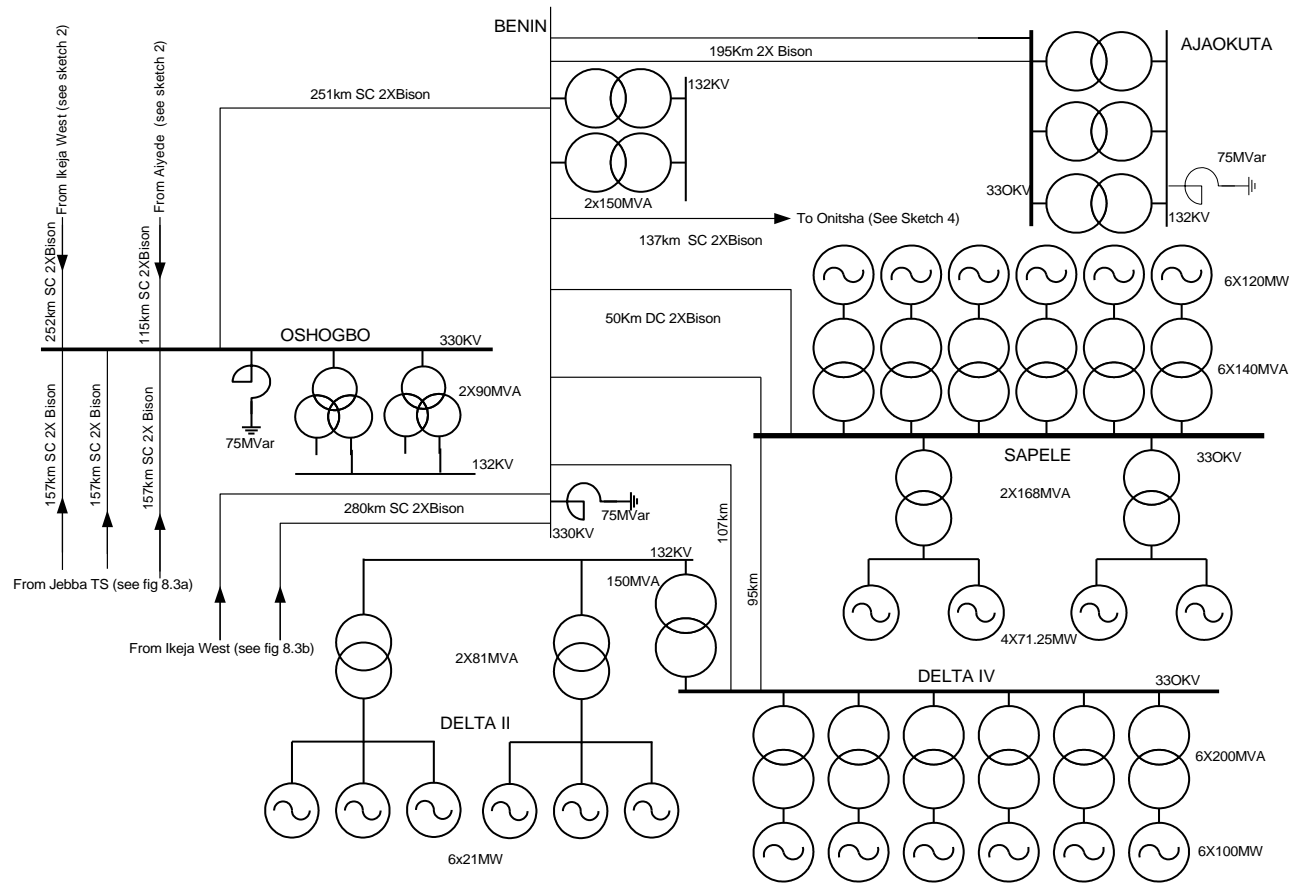 BENIN
195Km 2X Bison
AJAOKUTA
132KV
251km SC 2XBison
From Ikeja West (see sketch 2)
From Aiyede (see sketch 2)
75MVar
33OKV
132KV
2x150MVA
To Onitsha (See Sketch 4)
137km SC 2XBison
6X120MW
252km SC 2XBison
115km SC 2XBison
50Km DC 2XBison
OSHOGBO
330KV
6X140MVA
2X90MVA
157km SC 2X Bison
157km SC 2X Bison
157km SC 2X Bison
75MVar
132KV
SAPELE
33OKV
2X168MVA
280km SC 2XBison
75MVar
330KV
107km
95km
132KV
150MVA
From Jebba TS (see fig 8.3a)
From Ikeja West (see fig 8.3b)
4X71.25MW
2X81MVA
DELTA IV
33OKV
DELTA II
6X200MVA
6x21MW
6X100MW